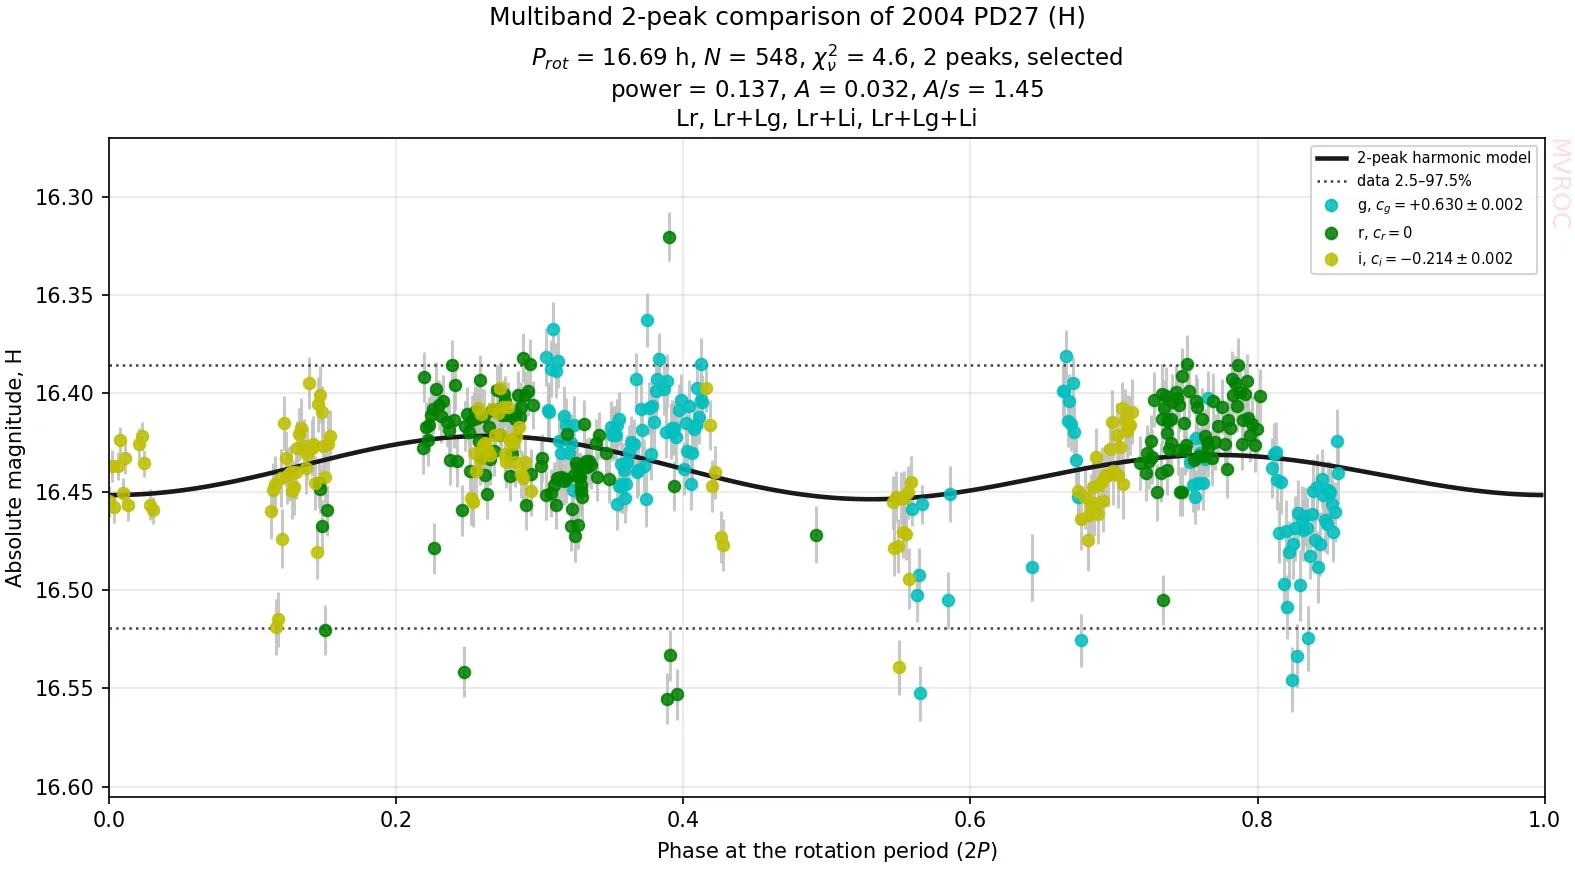 Multiband 2-peak comparison of 2004 PD27 (H)
P_rot = 16.69 h, N = 548, χ²_ν = 4.6, 2 peaks, selected
power = 0.137, A = 0.032, A/s = 1.45
Lr, Lr+Lg, Lr+Li, Lr+Lg+Li
2-peak harmonic model
data 2.5–97.5%
g, c_g = +0.630 ± 0.002
r, c_r = 0
i, c_i = −0.214 ± 0.002
MVROC
Absolute magnitude, H
16.30
16.35
16.40
16.45
16.50
16.55
16.60
0.0 0.2 0.4 0.6 0.8 1.0
Phase at the rotation period (2P)